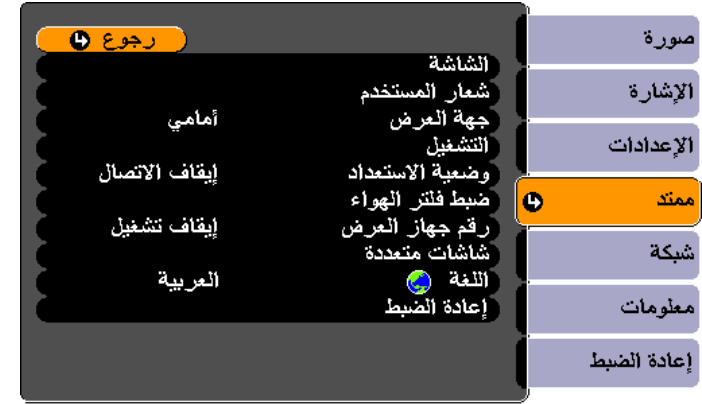 صورة
الإشارة
الإعدادات
ممتد
شبكة
معلومات
إعادة الضبط
رجوع
الشاشة
شعار المستخدم
جهة العرض أمامي
التشغيل
وضعية الاستعداد إيقاف الاتصال
ضبط فلتر الهواء
رقم جهاز العرض إيقاف تشغيل
شاشات متعددة
اللغة العربية
إعادة الضبط